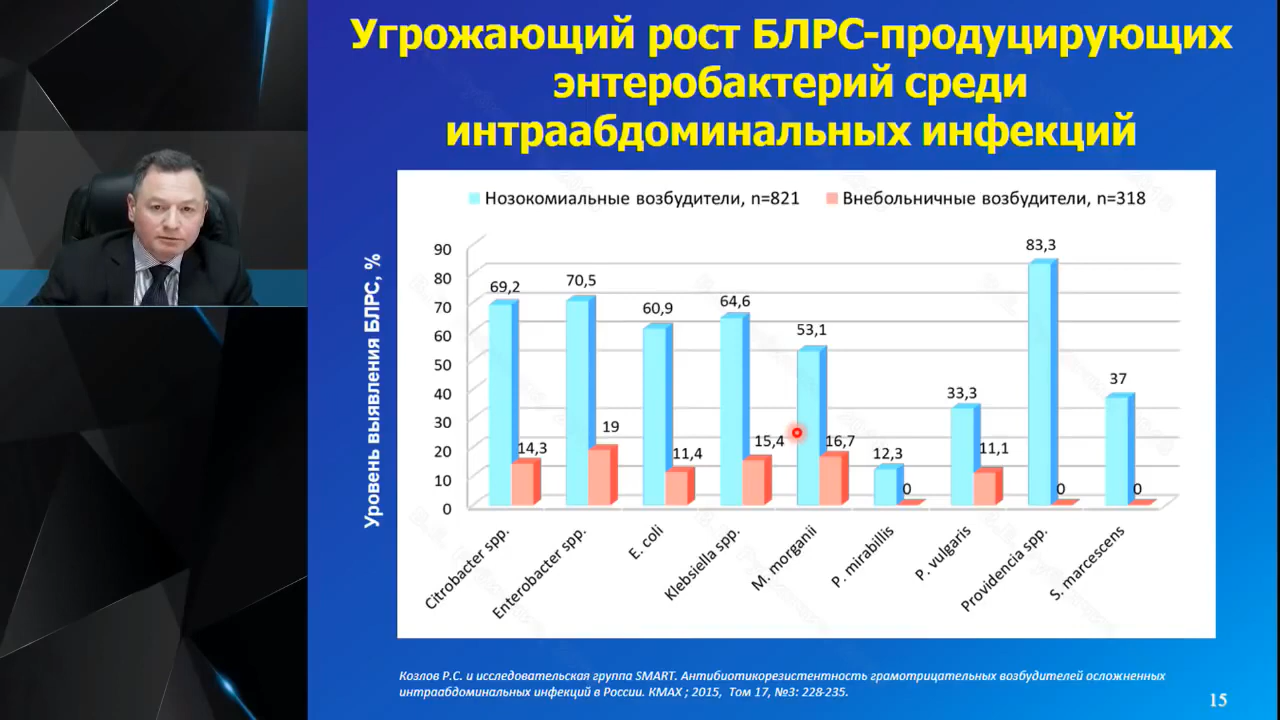 Угрожающий рост БЛРС-продуцирующих
энтеробактерий среди
интраабдоминальных инфекций
Нозокомиальные возбудители, n=821
Внебольничные возбудители, n=318
Уровень выявления БЛРС, %
90
80
70
60
50
40
30
20
10
0
69,2
14,3
70,5
19
60,9
11,4
64,6
15,4
53,1
16,7
12,3
0
33,3
11,1
83,3
0
37
0
Citrobacter spp.
Enterobacter spp.
E. coli
Klebsiella spp.
M. morganii
P. mirabillis
P. vulgaris
Providencia spp.
S. marcescens
Козлов Р.С. и исследовательская группа SMART. Антибиотикорезистентность грамотрицательных возбудителей осложненных
интраабдоминальных инфекций в России. КМАХ ; 2015, Том 17, №3: 228-235.
15